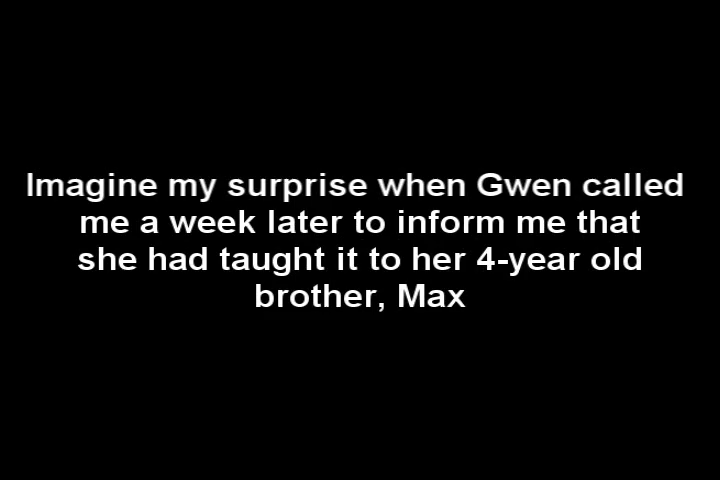 Imagine my surprise when Gwen called
me a week later to inform me that
she had taught it to her 4-year old
brother, Max